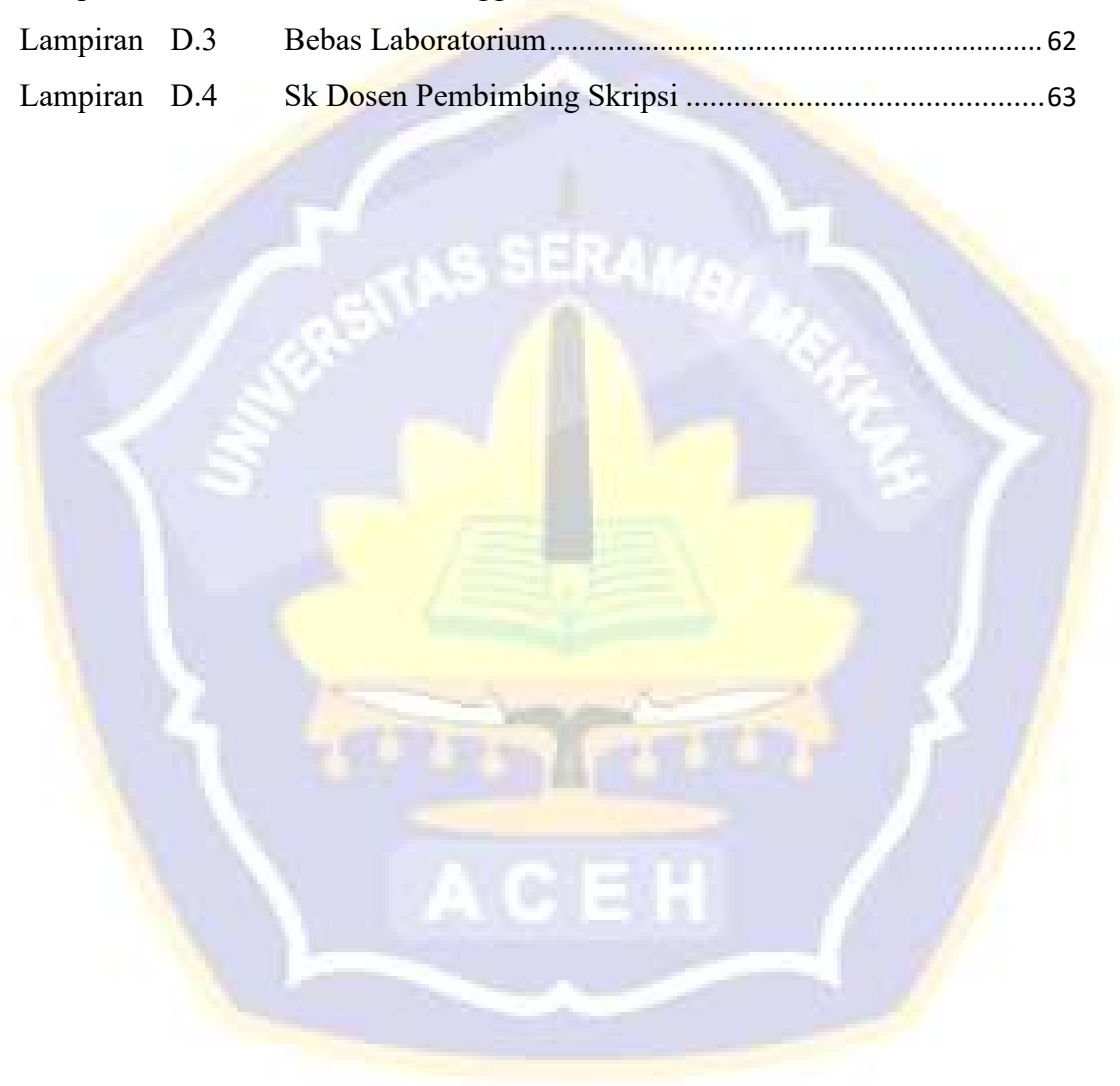 Lampiran D.3 Bebas Laboratorium........................................................... 62
Lampiran D.4 Sk Dosen Pembimbing Skripsi ...........................................63
UNIVERSITAS SERAMBI MEKKAH
ACEH